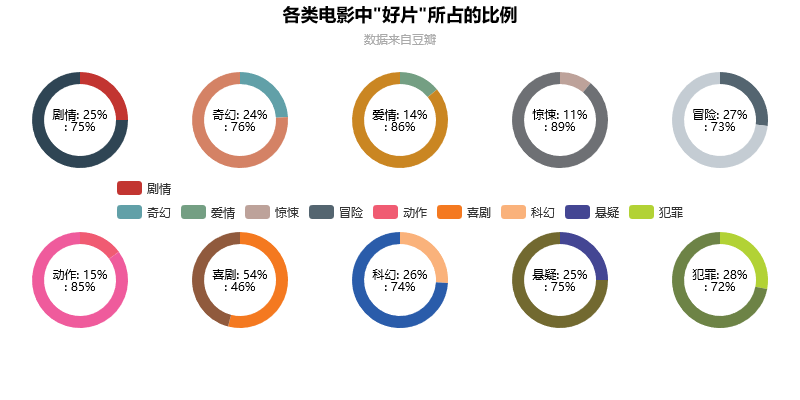 各类电影中"好片"所占的比例
数据来自豆瓣
剧情: 25%
: 75%
奇幻: 24%
: 76%
爱情: 14%
: 86%
惊悚: 11%
: 89%
冒险: 27%
: 73%
剧情
奇幻 爱情 惊悚 冒险 动作 喜剧 科幻 悬疑 犯罪
动作: 15%
: 85%
喜剧: 54%
: 46%
科幻: 26%
: 74%
悬疑: 25%
: 75%
犯罪: 28%
: 72%